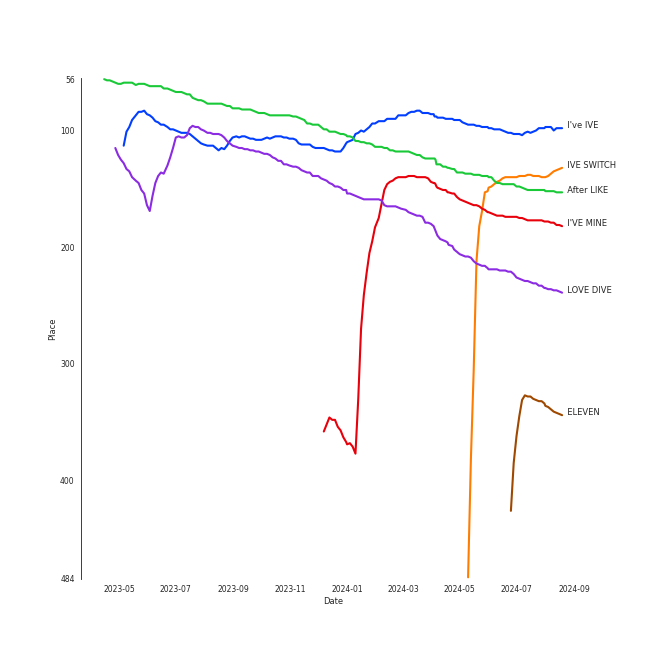 56
100
200
300
400
484
Place
2023-05
2023-07
2023-09
2023-11
2024-01
2024-03
2024-05
2024-07
2024-09
Date
I've IVE
IVE SWITCH
After LIKE
I'VE MINE
LOVE DIVE
ELEVEN